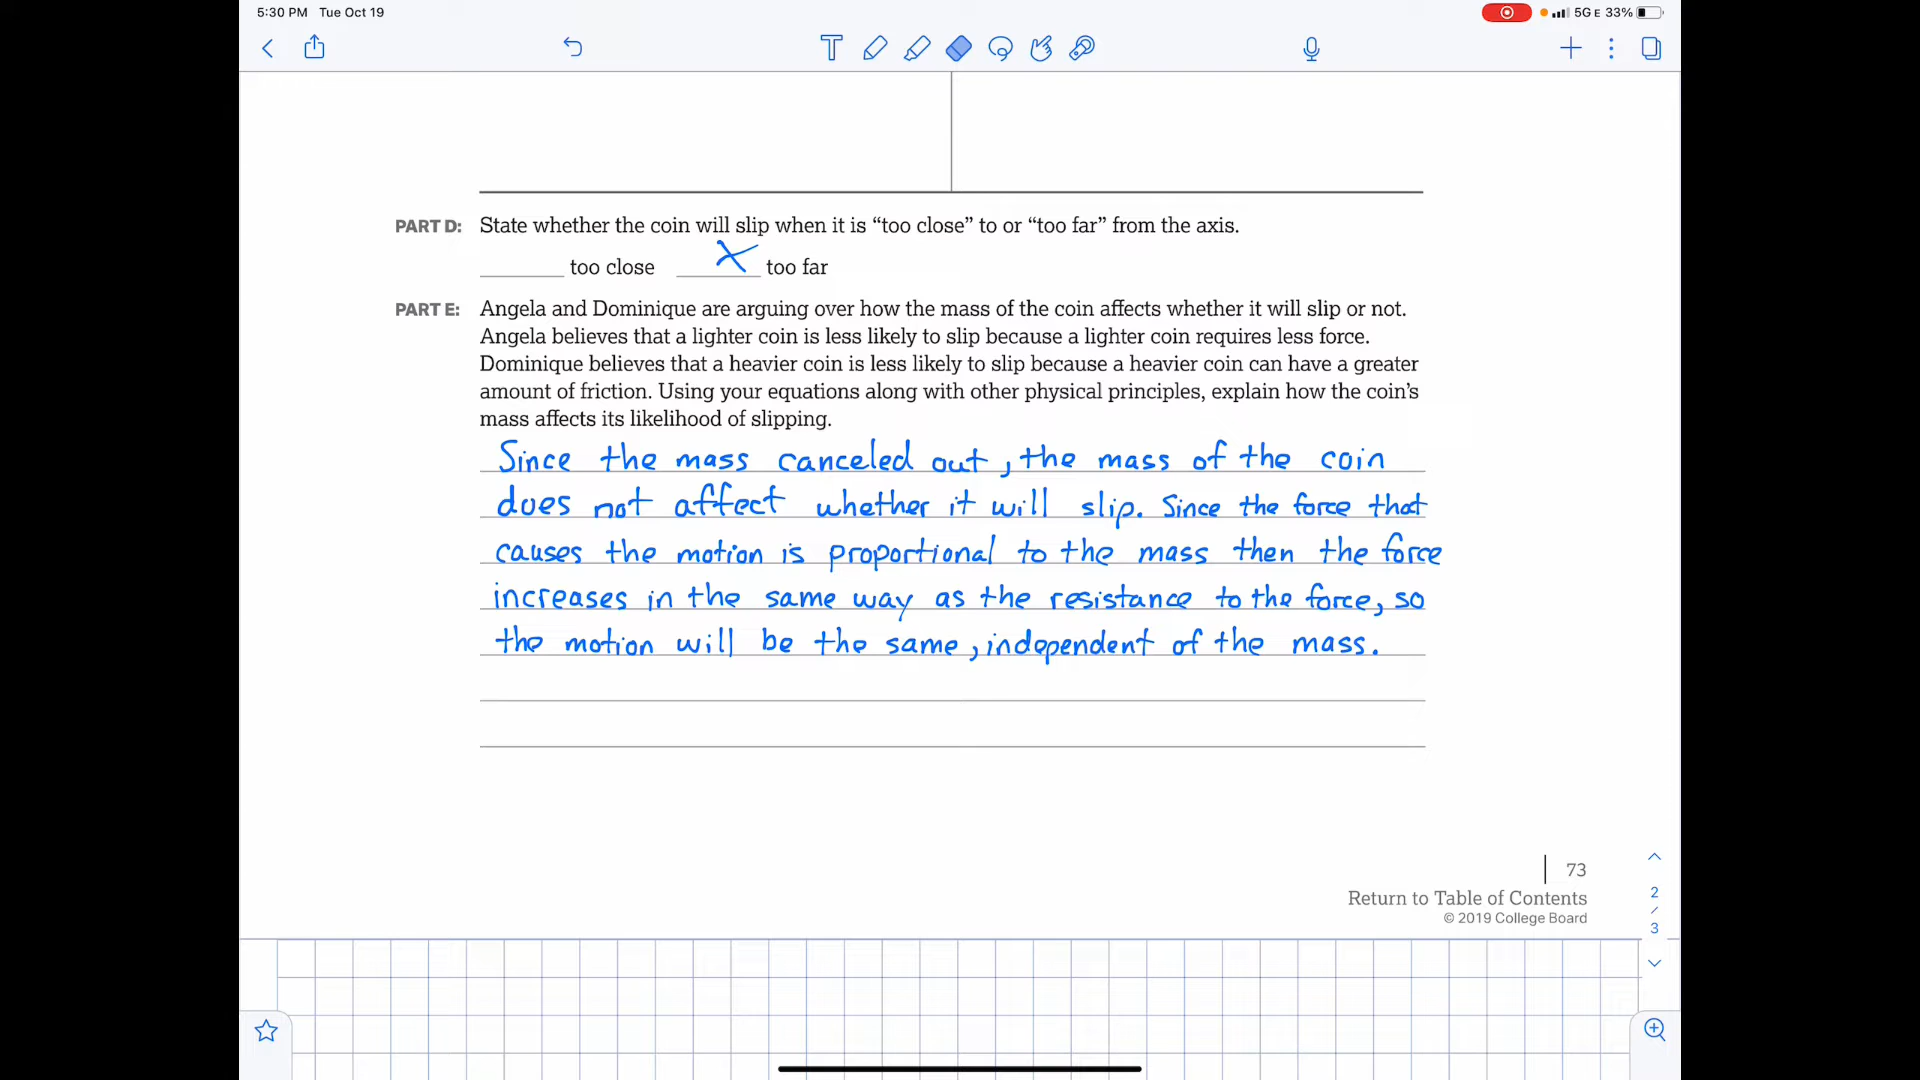 5:30 PM Tue Oct 19
5G E 33%
PART D: State whether the coin will slip when it is “too close” to or “too far” from the axis.
too close X too far
PART E: Angela and Dominique are arguing over how the mass of the coin affects whether it will slip or not.
Angela believes that a lighter coin is less likely to slip because a lighter coin requires less force.
Dominique believes that a heavier coin is less likely to slip because a heavier coin can have a greater
amount of friction. Using your equations along with other physical principles, explain how the coin’s
mass affects its likelihood of slipping.
Since the mass canceled out, the mass of the coin
does not affect whether it will slip. Since the force that
causes the motion is proportional to the mass then the force
increases in the same way as the resistance to the force, so
the motion will be the same, independent of the mass.
73
Return to Table of Contents
© 2019 College Board
2
/
3